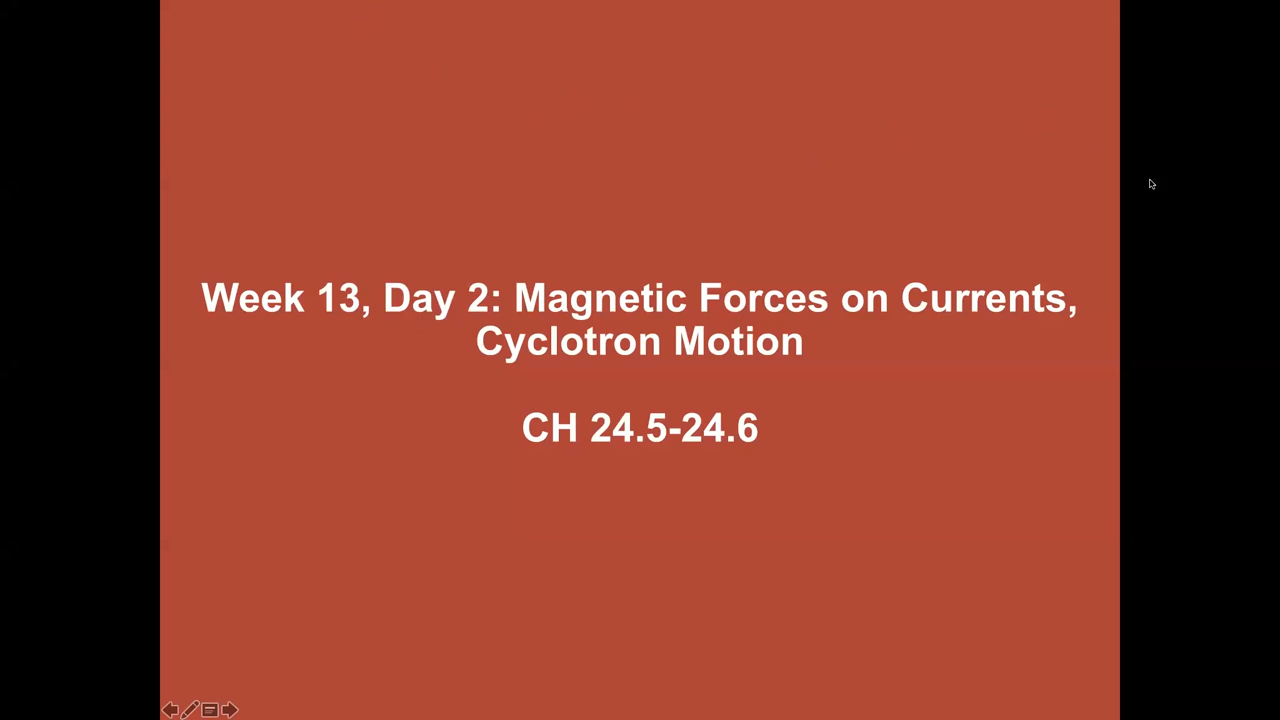 Week 13, Day 2: Magnetic Forces on Currents,
Cyclotron Motion
CH 24.5-24.6